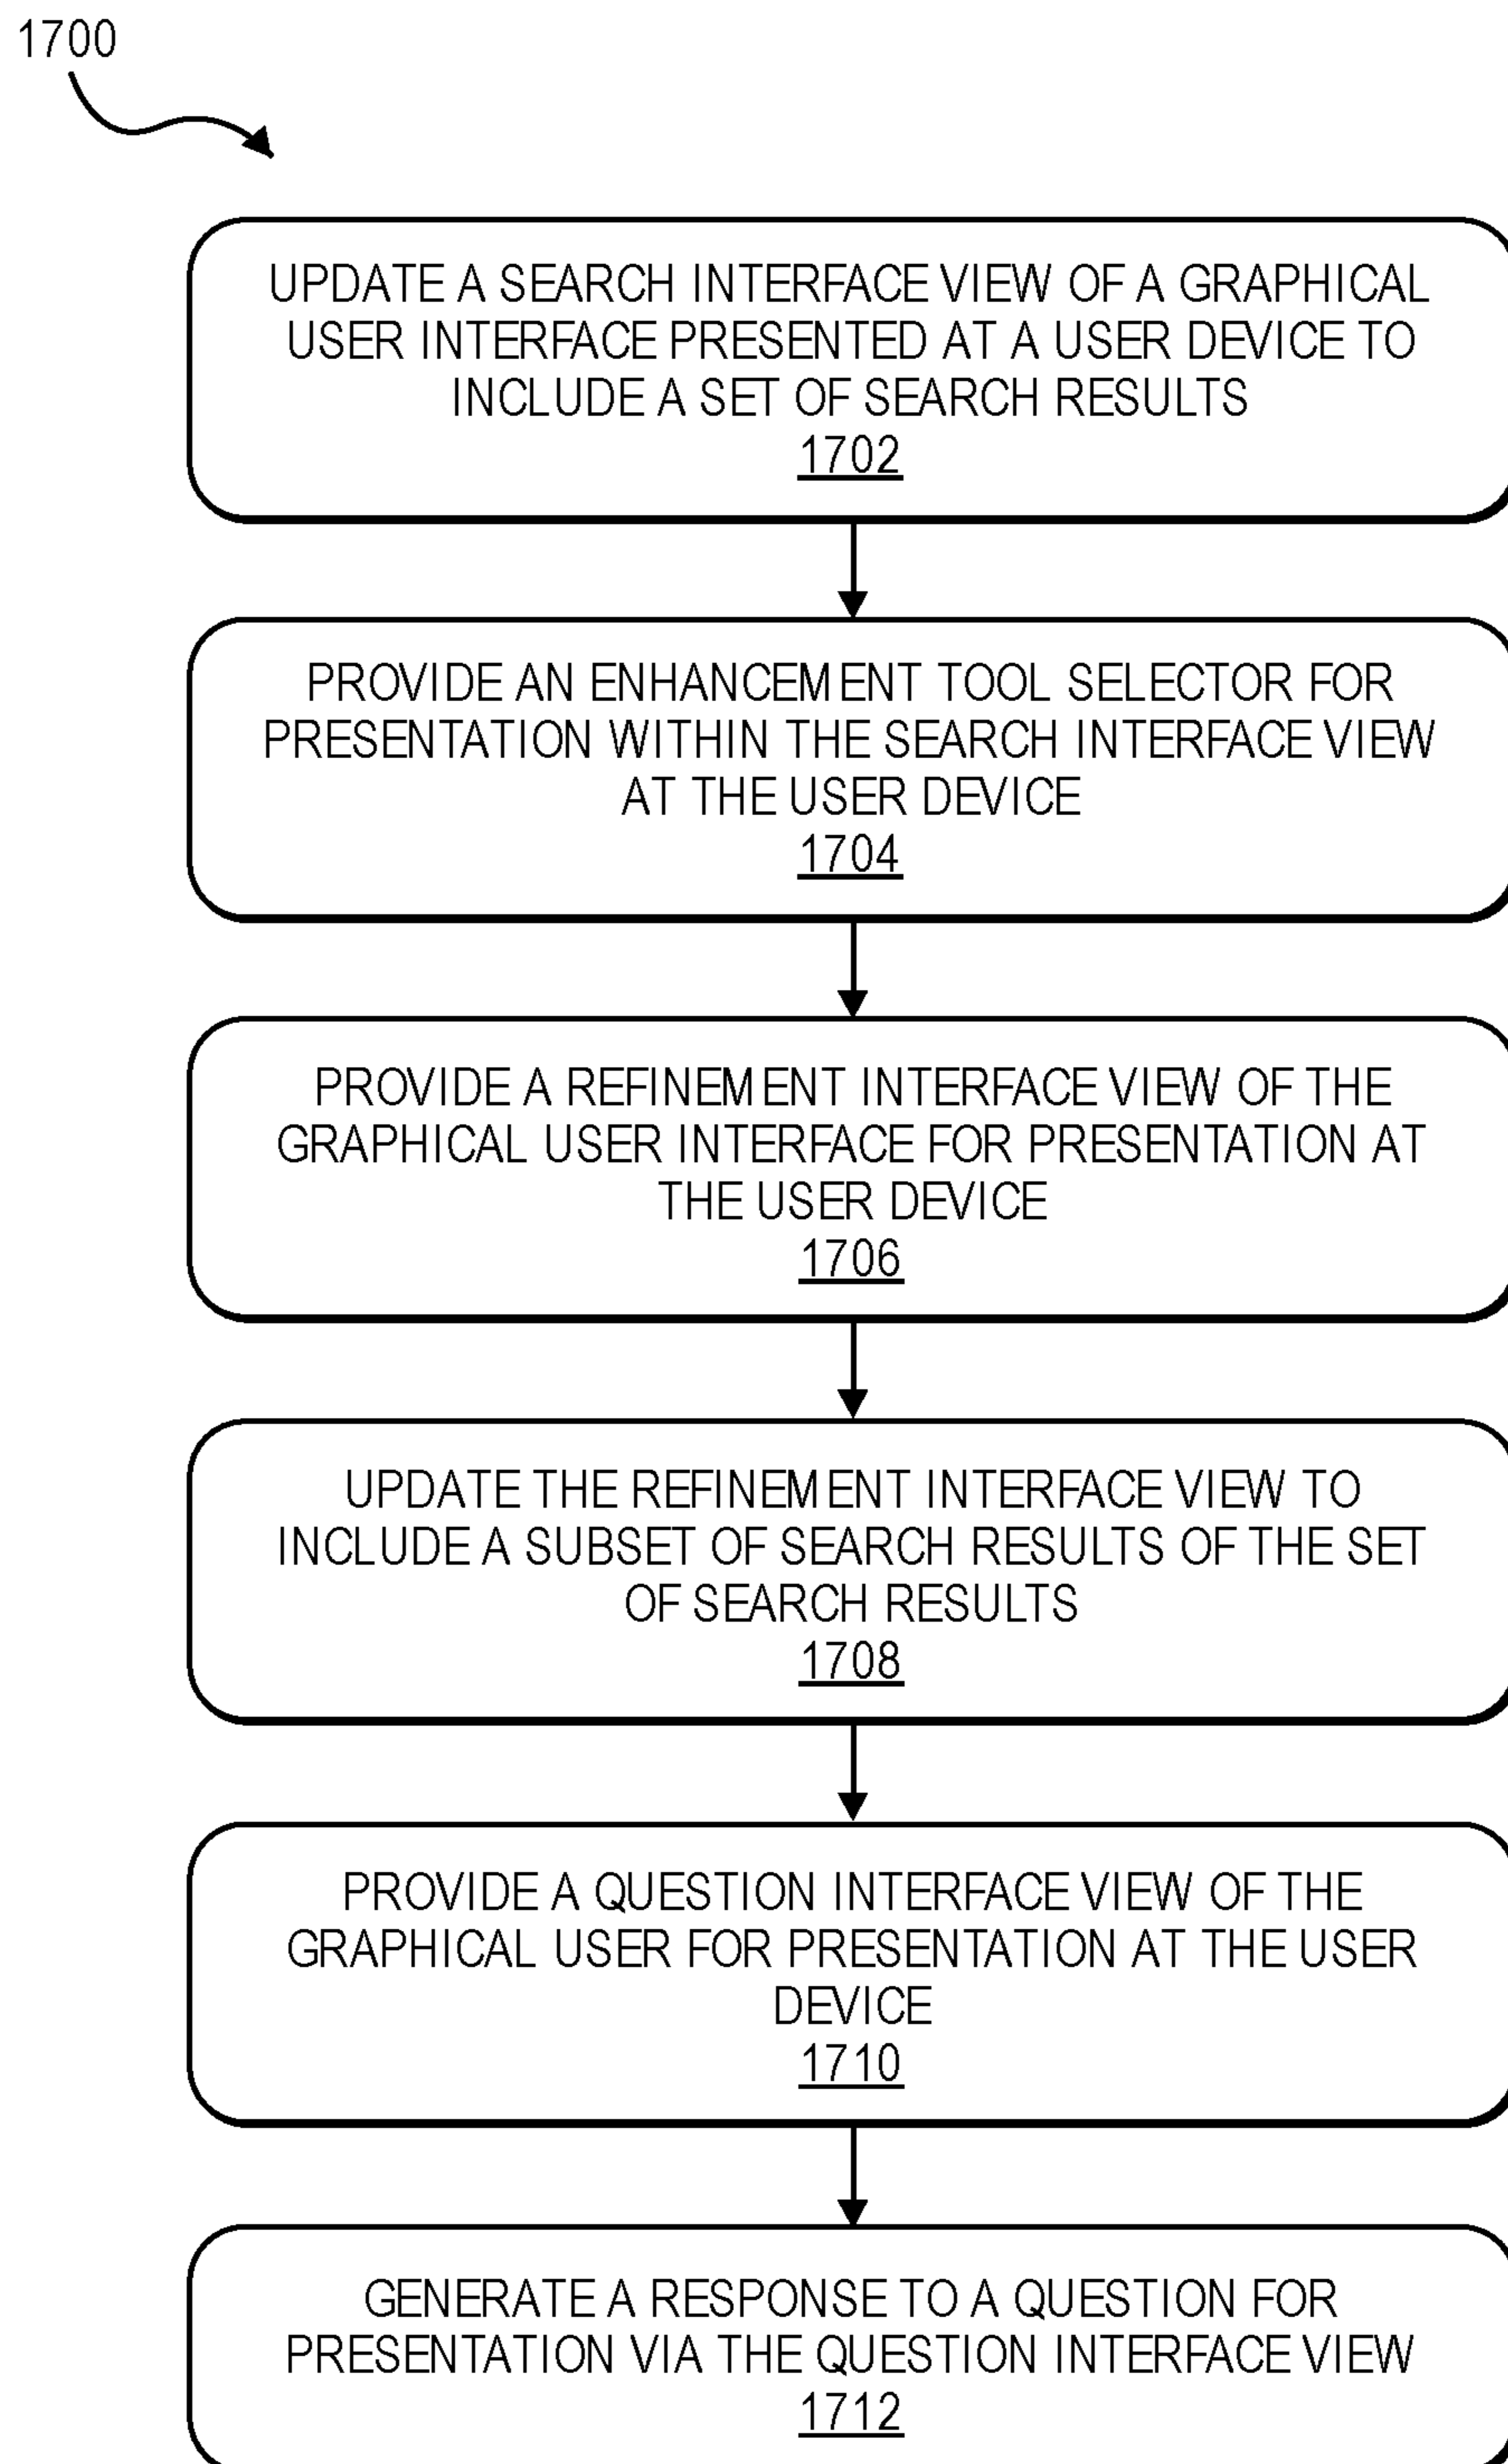 1700
UPDATE A SEARCH INTERFACE VIEW OF A GRAPHICAL
USER INTERFACE PRESENTED AT A USER DEVICE TO
INCLUDE A SET OF SEARCH RESULTS
1702
PROVIDE AN ENHANCEMENT TOOL SELECTOR FOR
PRESENTATION WITHIN THE SEARCH INTERFACE VIEW
AT THE USER DEVICE
1704
PROVIDE A REFINEMENT INTERFACE VIEW OF THE
GRAPHICAL USER INTERFACE FOR PRESENTATION AT
THE USER DEVICE
1706
UPDATE THE REFINEMENT INTERFACE VIEW TO
INCLUDE A SUBSET OF SEARCH RESULTS OF THE SET
OF SEARCH RESULTS
1708
PROVIDE A QUESTION INTERFACE VIEW OF THE
GRAPHICAL USER FOR PRESENTATION AT THE USER
DEVICE
1710
GENERATE A RESPONSE TO A QUESTION FOR
PRESENTATION VIA THE QUESTION INTERFACE VIEW
1712